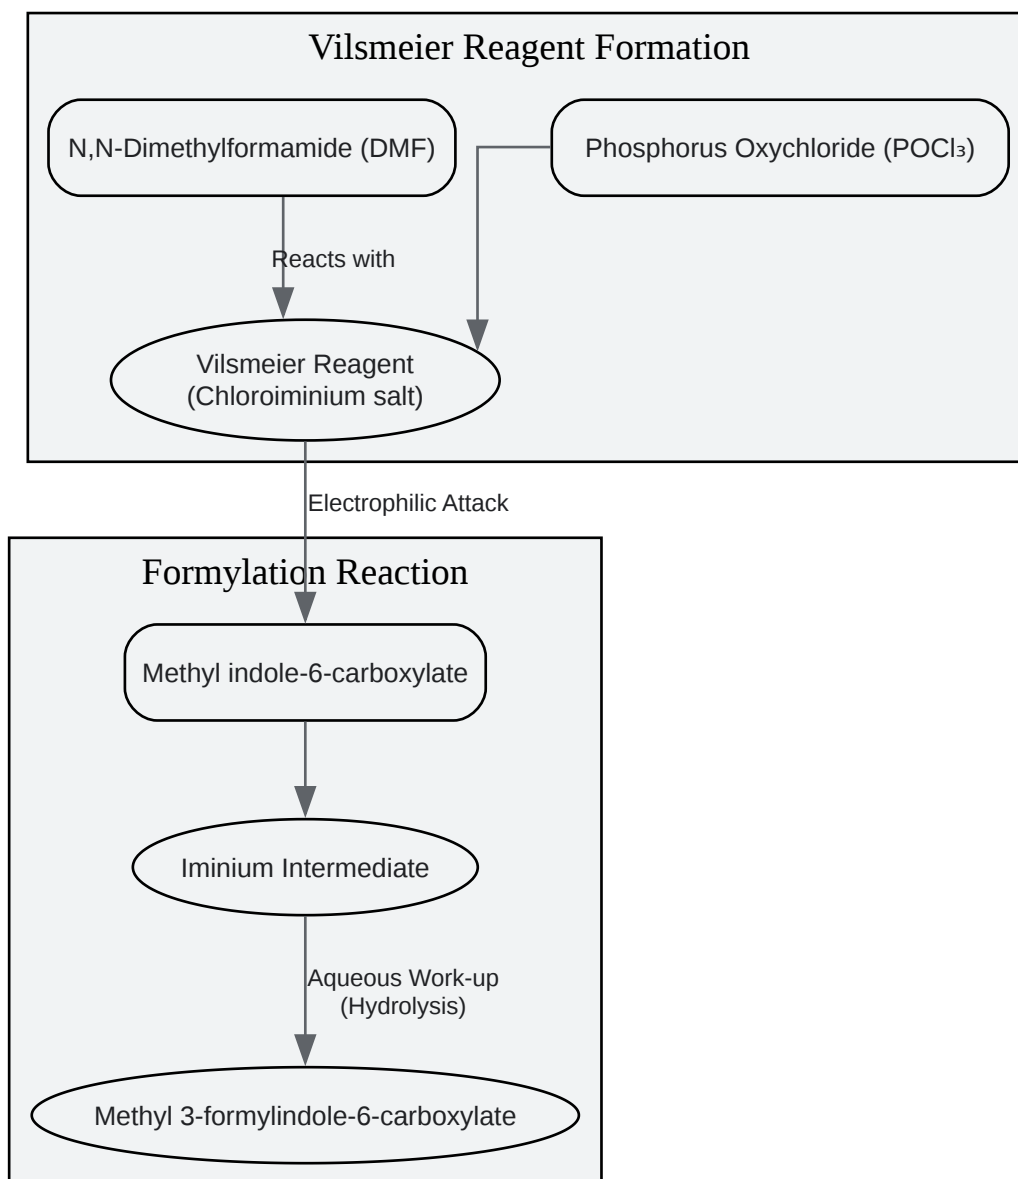 Vilsmeier Reagent Formation
N,N-Dimethylformamide (DMF)
Phosphorus Oxychloride (POCl₃)
Reacts with
Vilsmeier Reagent
(Chloroiminium salt)
Electrophilic Attack
Formylation Reaction
Methyl indole-6-carboxylate
Iminium Intermediate
Aqueous Work-up
(Hydrolysis)
Methyl 3-formylindole-6-carboxylate